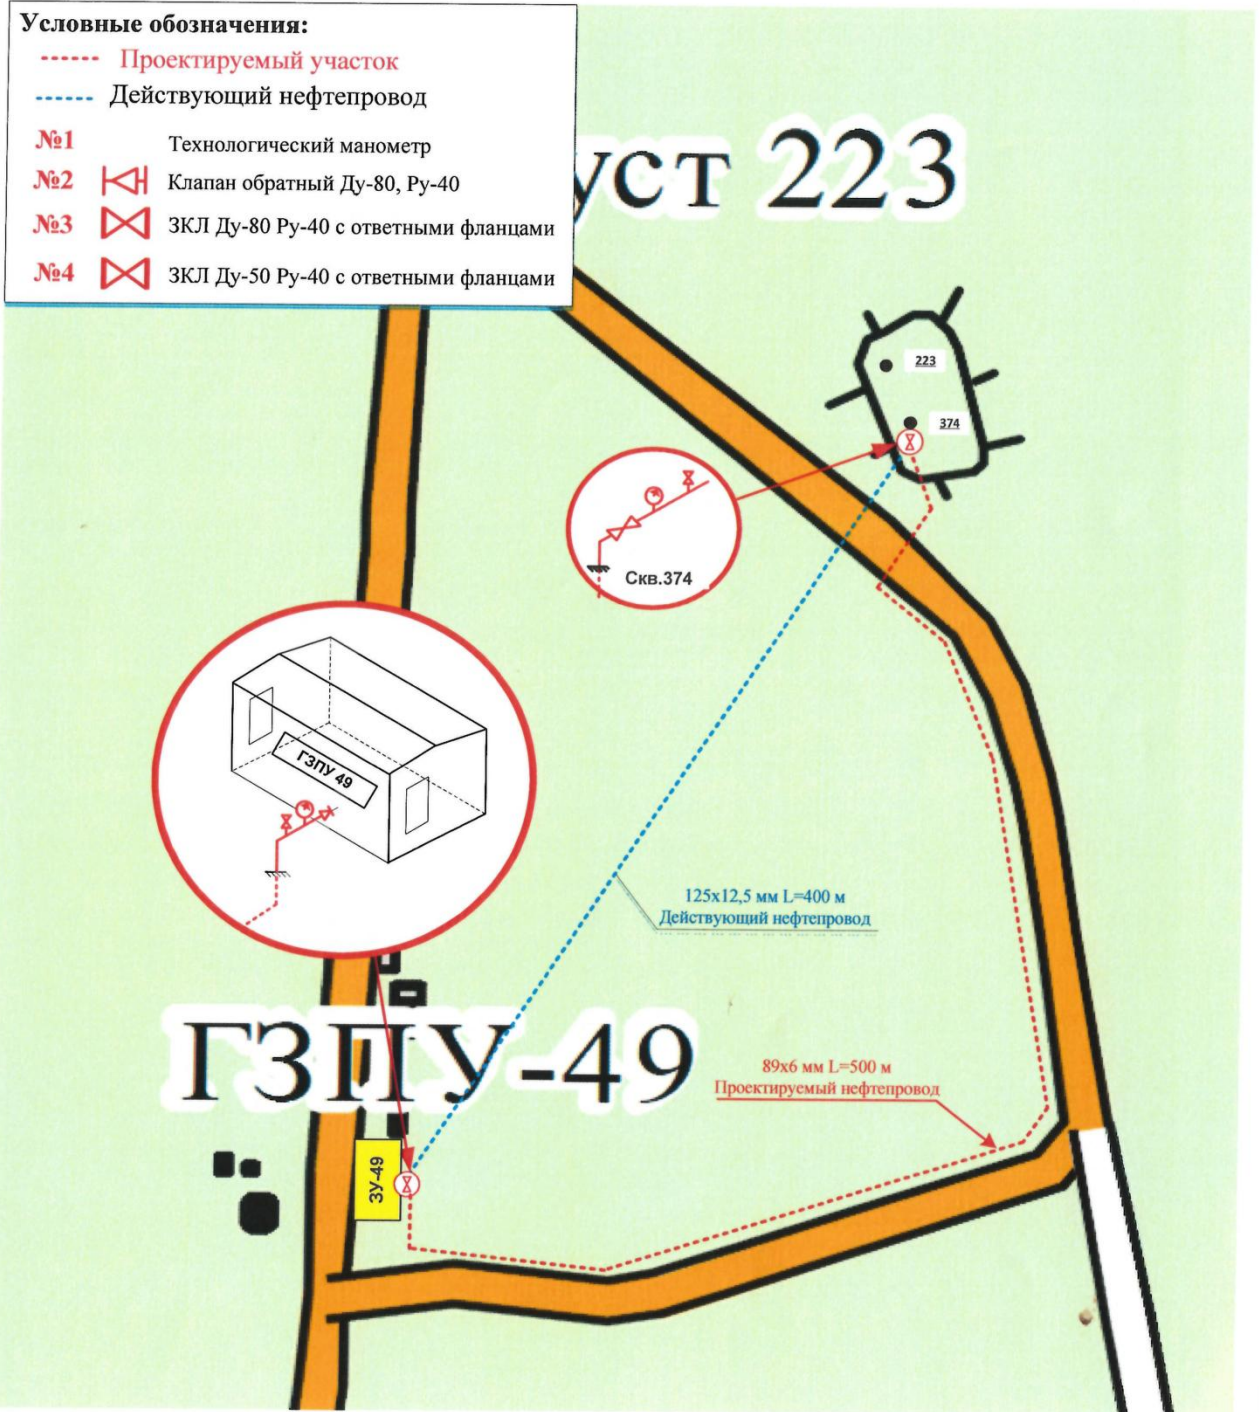 Условные обозначения:
Проектируемый участок
Действующий нефтепровод
№1 Технологический манометр
№2 Клапан обратный Ду-80, Ру-40
№3 ЗКЛ Ду-80 Ру-40 с ответными фланцами
№4 ЗКЛ Ду-50 Ру-40 с ответными фланцами
уст 223
223
374
Скв.374
ГЗПУ 49
125х12,5 мм L=400 м
Действующий нефтепровод
ГЗПУ-49
89х6 мм L=500 м
Проектируемый нефтепровод
ЗУ-49